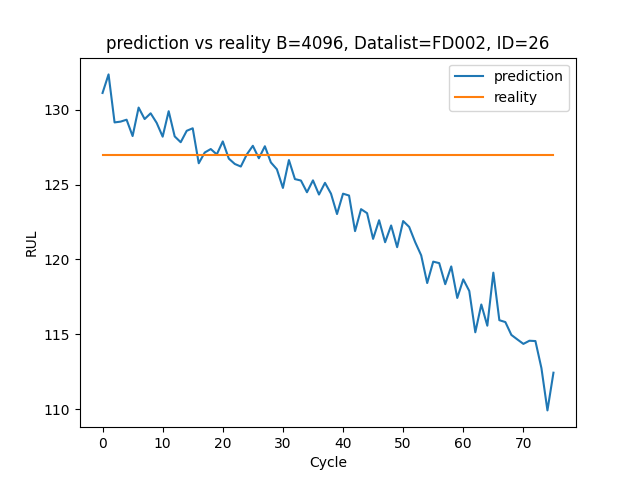 prediction vs reality B=4096, Datalist=FD002, ID=26
prediction
reality
130
125
120
115
110
RUL
0 10 20 30 40 50 60 70
Cycle